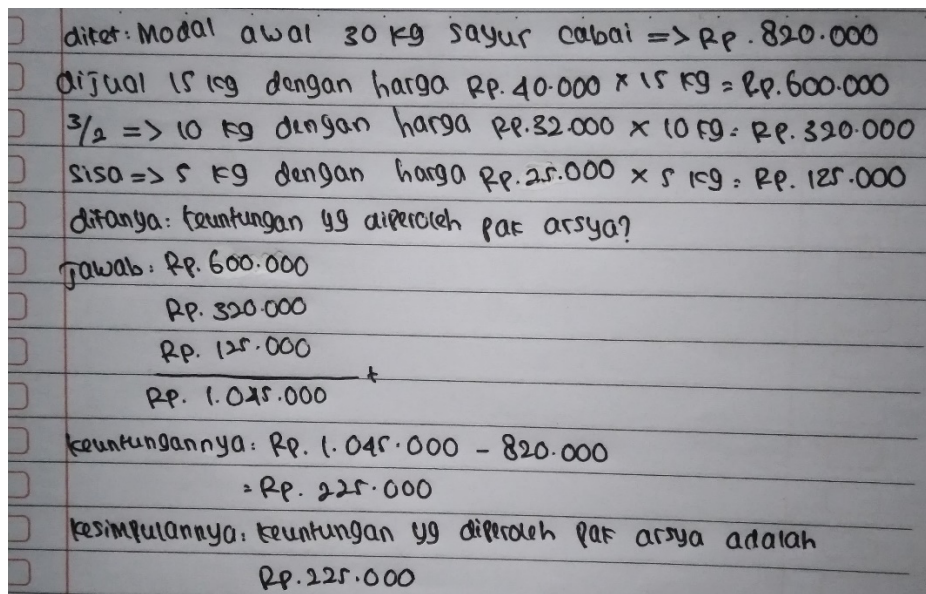 diket: Modal awal 30 kg sayur cabai => Rp. 820.000
dijual 15 kg dengan harga Rp. 40.000 x 15 kg = Rp. 600.000
3/2 => 10 kg dengan harga Rp. 32.000 x 10 kg = Rp. 320.000
Sisa => 5 kg dengan harga Rp. 25.000 x 5 kg = Rp. 125.000
ditanya: keuntungan yg diperoleh pak arsya?
Jawab: Rp. 600.000
Rp. 320.000
Rp. 125.000
+
Rp. 1.045.000
keuntungannya: Rp. 1.045.000 - 820.000
= Rp. 225.000
kesimpulannya: keuntungan yg diperoleh pak arsya adalah
Rp. 225.000